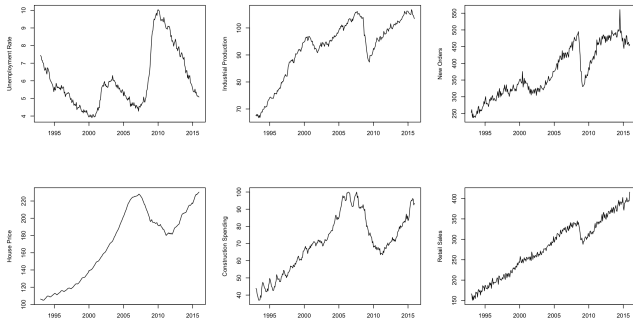 Unemployment Rate
4 5 6 7 8 9 10
1995 2000 2005 2010 2015
Industrial Production
70 80 90 100
1995 2000 2005 2010 2015
New Orders
250 300 350 400 450 500 550
1995 2000 2005 2010 2015
House Price
100 120 140 160 180 200 220
1995 2000 2005 2010 2015
Construction Spending
40 50 60 70 80 90 100
1995 2000 2005 2010 2015
Retail Sales
150 200 250 300 350 400
1995 2000 2005 2010 2015